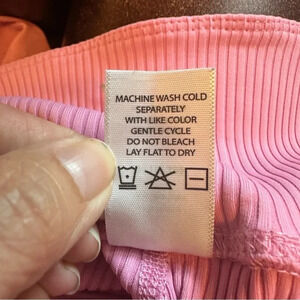 MACHINE WASH COLD
SEPARATELY
WITH LIKE COLOR
GENTLE CYCLE
DO NOT BLEACH
LAY FLAT TO DRY